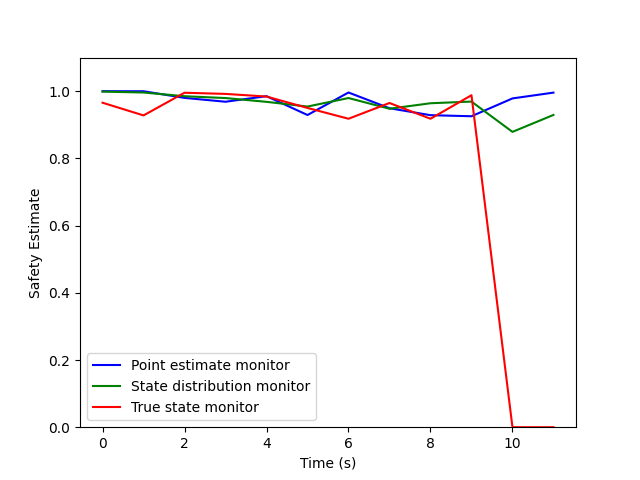 1.0
0.8
0.6
0.4
0.2
0.0
Safety Estimate
Point estimate monitor
State distribution monitor
True state monitor
0 2 4 6 8 10
Time (s)